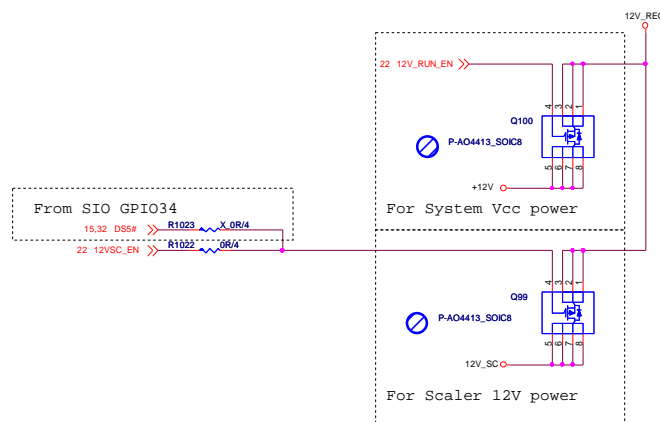 12V_REG
22 12V_RUN_EN
4 3 2 1
Q100
P-AO4413_SOIC8
5 6 7 8
+12V
For System Vcc power
From SIO GPIO34
15,32 DS5#
R1023
X_0R/4
22 12VSC_EN
R1022
0R/4
4 3 2 1
Q99
P-AO4413_SOIC8
5 6 7 8
12V_SC
For Scaler 12V power